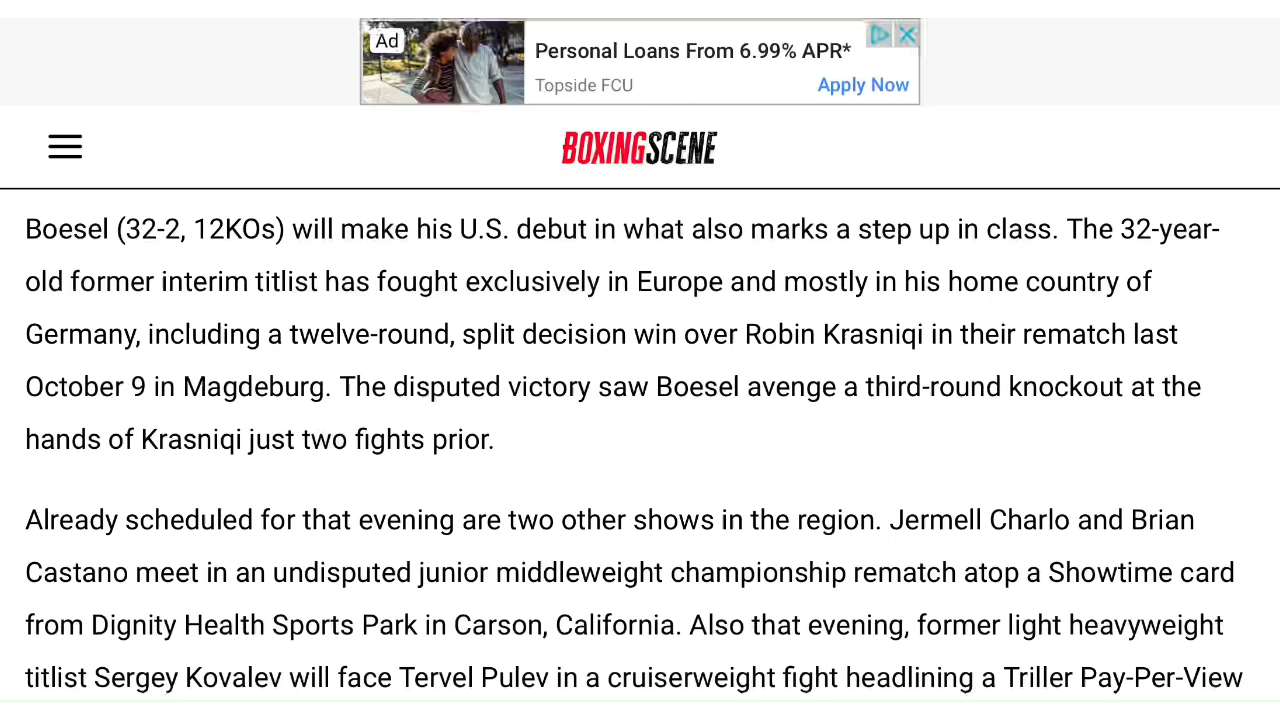 Ad
Personal Loans From 6.99% APR*
Topside FCU
Apply Now
BOXINGSCENE
Boesel (32-2, 12KOs) will make his U.S. debut in what also marks a step up in class. The 32-year-
old former interim titlist has fought exclusively in Europe and mostly in his home country of
Germany, including a twelve-round, split decision win over Robin Krasniqi in their rematch last
October 9 in Magdeburg. The disputed victory saw Boesel avenge a third-round knockout at the
hands of Krasniqi just two fights prior.
Already scheduled for that evening are two other shows in the region. Jermell Charlo and Brian
Castano meet in an undisputed junior middleweight championship rematch atop a Showtime card
from Dignity Health Sports Park in Carson, California. Also that evening, former light heavyweight
titlist Sergey Kovalev will face Tervel Pulev in a cruiserweight fight headlining a Triller Pay-Per-View